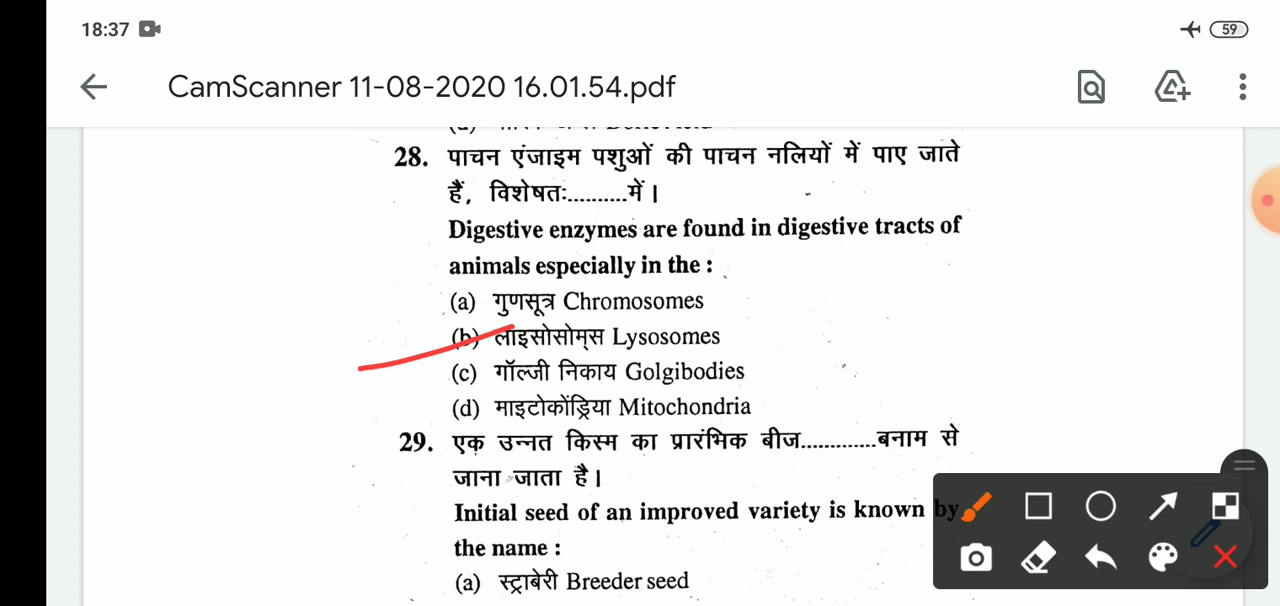 18:37
59
CamScanner 11-08-2020 16.01.54.pdf
28. पाचन एंजाइम पशुओं की पाचन नलियों में पाए जाते
हैं, विशेषतः..........में |
Digestive enzymes are found in digestive tracts of
animals especially in the :
(a) गुणसूत्र Chromosomes
(b) लाइसोसोम्स Lysosomes
(c) गॉल्जी निकाय Golgibodies
(d) माइटोकोंड्रिया Mitochondria
29. एक उन्नत किस्म का प्रारंभिक बीज.............बनाम से
जाना जाता है |
Initial seed of an improved variety is known by
the name :
(a) स्ट्राबेरी Breeder seed